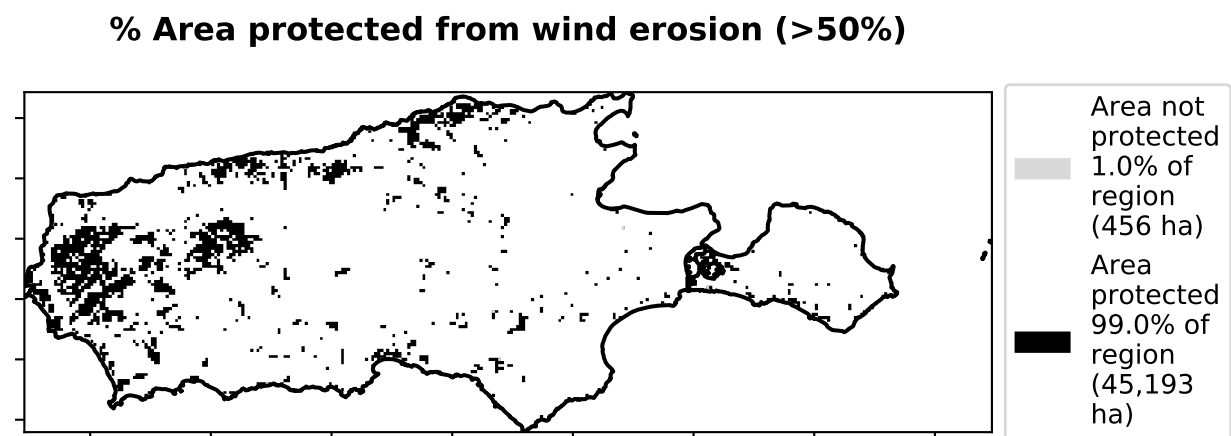 % Area protected from wind erosion (>50%)
Area not
protected
1.0% of
region
(456 ha)
Area
protected
99.0% of
region
(45,193
ha)